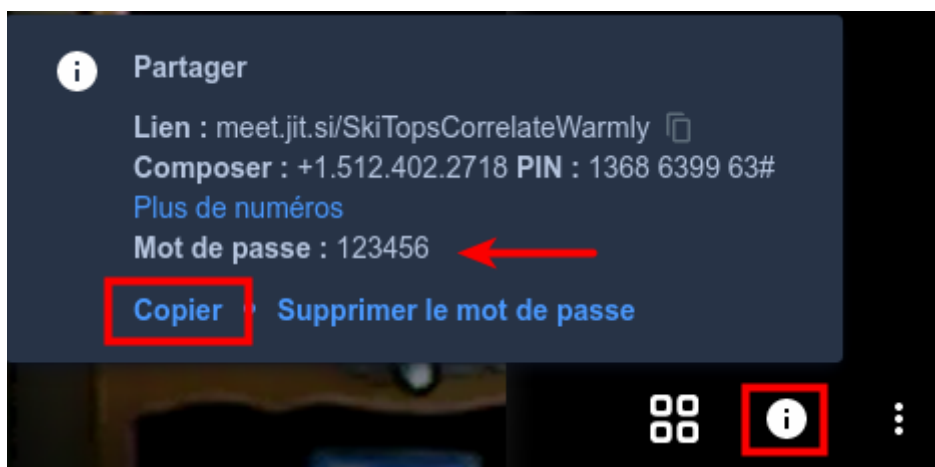 Partager
Lien : meet.jit.si/SkiTopsCorrelateWarmly
Composer : +1.512.402.2718 PIN : 1368 6399 63#
Plus de numéros
Mot de passe : 123456
Copier • Supprimer le mot de passe